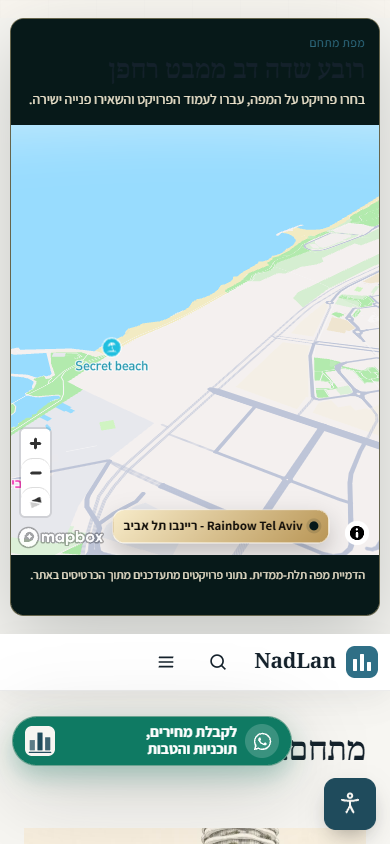 מפת מתחם
רובע שדה דב ממבט רחפן
בחרו פרויקט על המפה, עברו לעמוד הפרויקט והשאירו פנייה ישירה.
Secret beach
Rainbow Tel Aviv - ריינבו תל אביב
mapbox
הדמיית מפה תלת-ממדית. נתוני פרויקטים מתעדכנים מתוך הכרטיסים באתר.
NadLan
לקבלת מחירים,
תוכניות והטבות